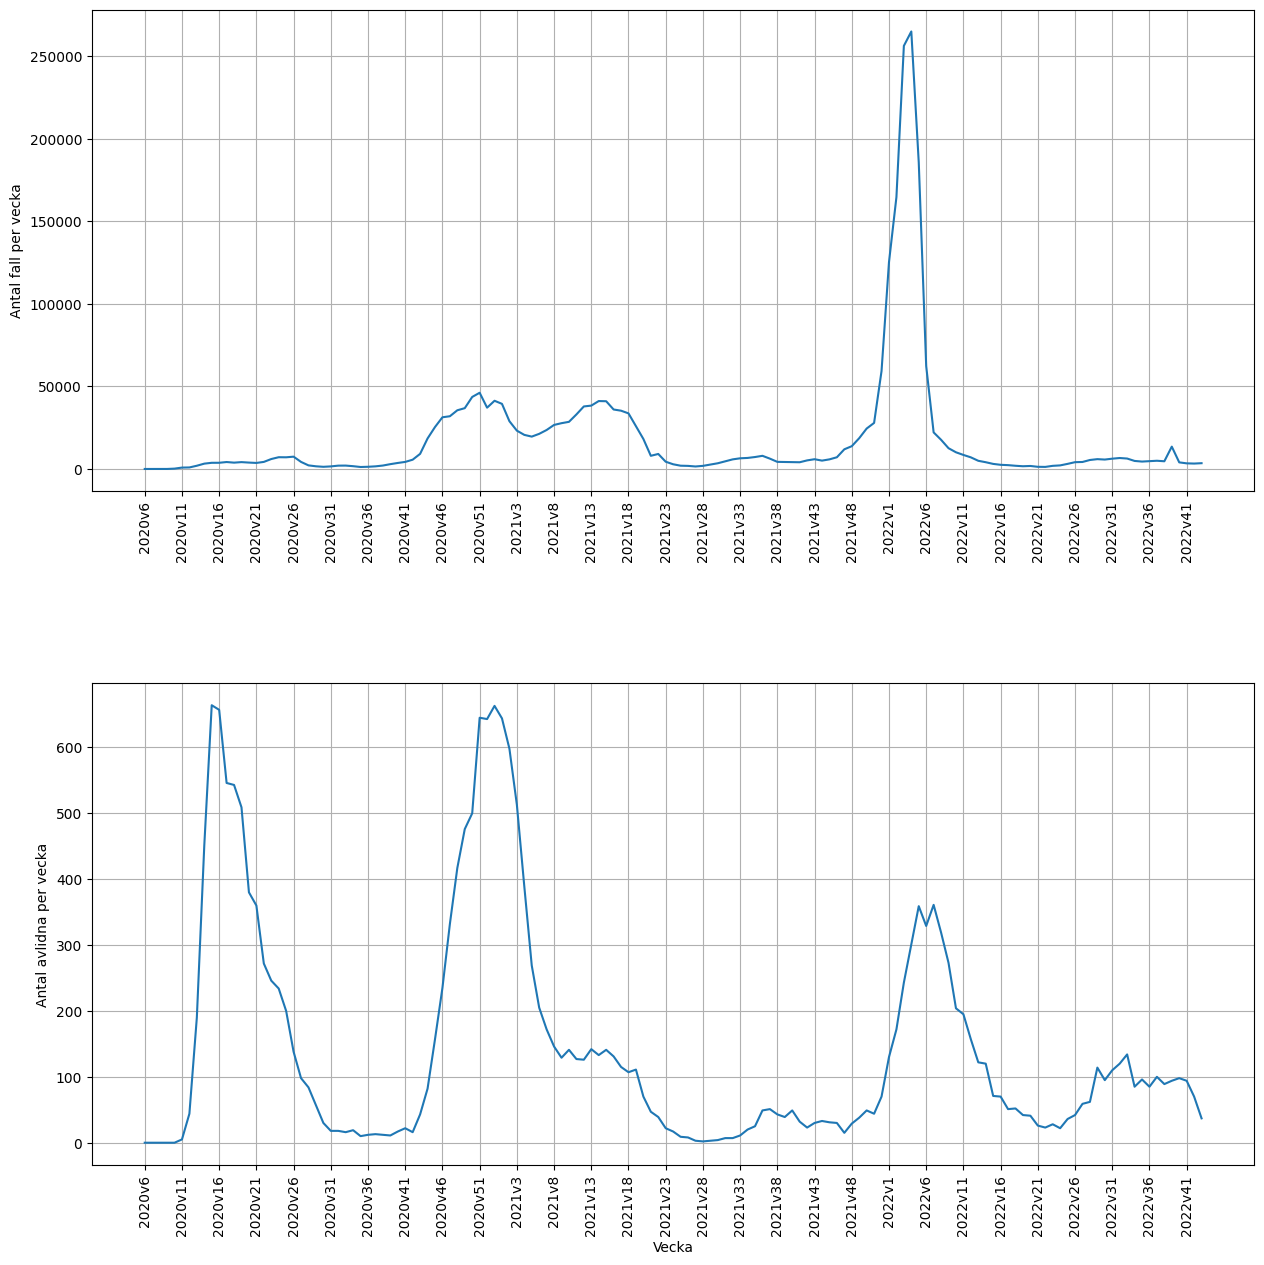 Antal fall per vecka
250000
200000
150000
100000
50000
0
2020v6
2020v11
2020v16
2020v21
2020v26
2020v31
2020v36
2020v41
2020v46
2020v51
2021v3
2021v8
2021v13
2021v18
2021v23
2021v28
2021v33
2021v38
2021v43
2021v48
2022v1
2022v6
2022v11
2022v16
2022v21
2022v26
2022v31
2022v36
2022v41
Antal avlidna per vecka
600
500
400
300
200
100
0
2020v6
2020v11
2020v16
2020v21
2020v26
2020v31
2020v36
2020v41
2020v46
2020v51
2021v3
2021v8
2021v13
2021v18
2021v23
2021v28
2021v33
2021v38
2021v43
2021v48
2022v1
2022v6
2022v11
2022v16
2022v21
2022v26
2022v31
2022v36
2022v41
Vecka